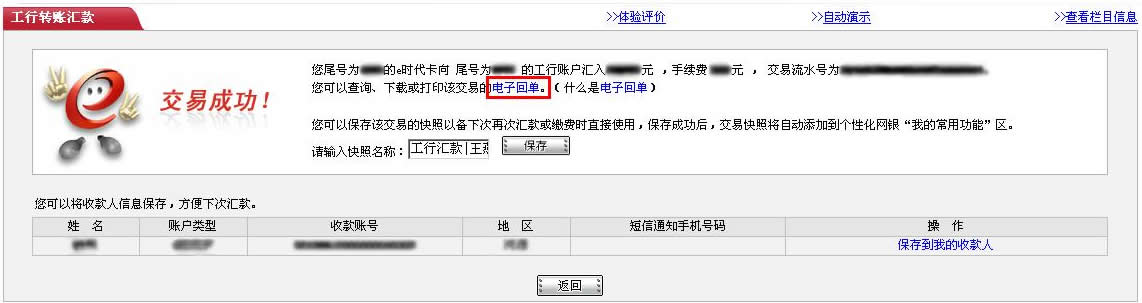 工行转账汇款 >>体验评价 >>自动演示 >>查看栏目信息
交易成功！
您尾号为 的e时代卡向 尾号为 的工行账户汇入 元，手续费 元， 交易流水号为
您可以查询、下载或打印该交易的电子回单。（什么是电子回单）
您可以保存该交易的快照以备下次再次汇款或缴费时直接使用，保存成功后，交易快照将自动添加到个性化网银“我的常用功能”区。
请输入快照名称： 工行汇款|王 保存
您可以将收款人信息保存，方便下次汇款。
姓 名 账户类型 收款账号 地 区 短信通知手机号码 操 作
保存到我的收款人
返回